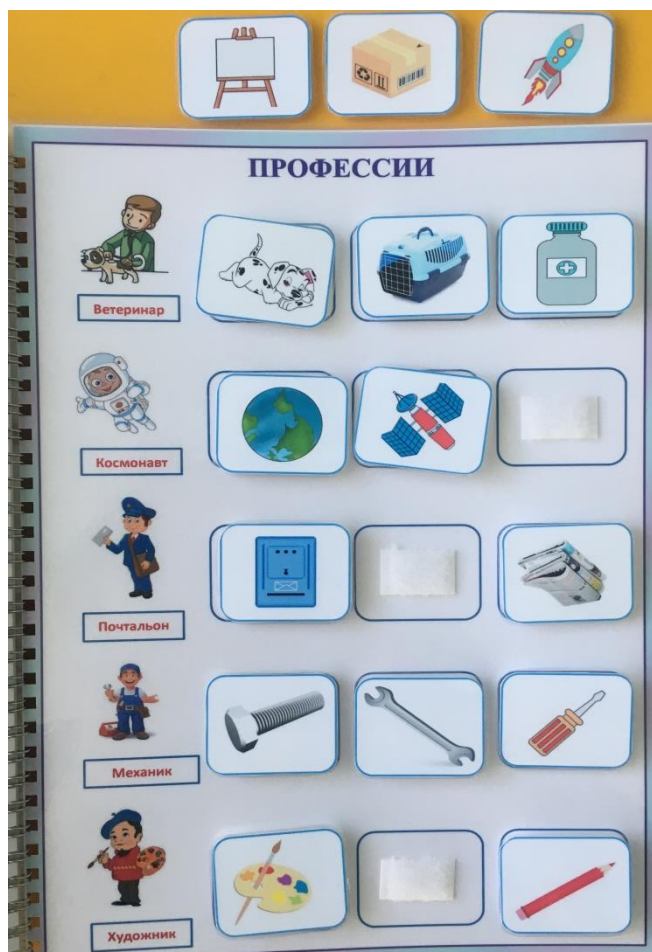 ПРОФЕССИИ
Ветеринар
Космонавт
Почтальон
Механик
Художник